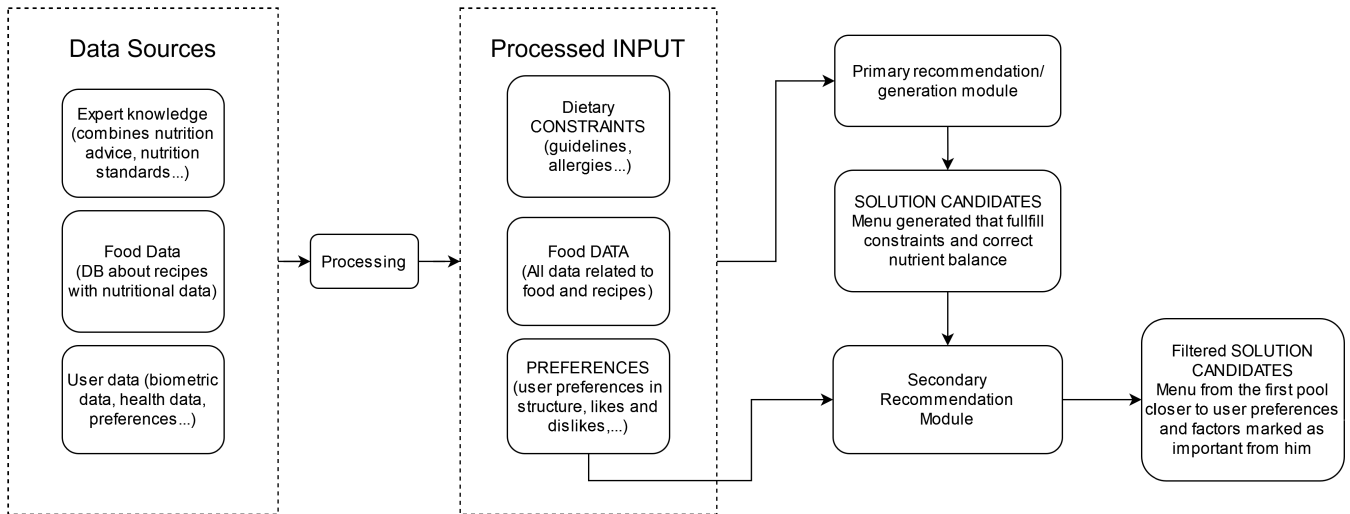 Data Sources
Expert knowledge
(combines nutrition
advice, nutrition
standards...)
Food Data
(DB about recipes
with nutritional data)
User data (biometric
data, health data,
preferences...)
Processing
Processed INPUT
Dietary
CONSTRAINTS
(guidelines,
allergies...)
Food DATA
(All data related to
food and recipes)
PREFERENCES
(user preferences in
structure, likes and
dislikes,...)
Primary recommendation/
generation module
SOLUTION CANDIDATES
Menu generated that fullfill
constraints and correct
nutrient balance
Secondary
Recommendation
Module
Filtered SOLUTION
CANDIDATES
Menu from the first pool
closer to user preferences
and factors marked as
important from him